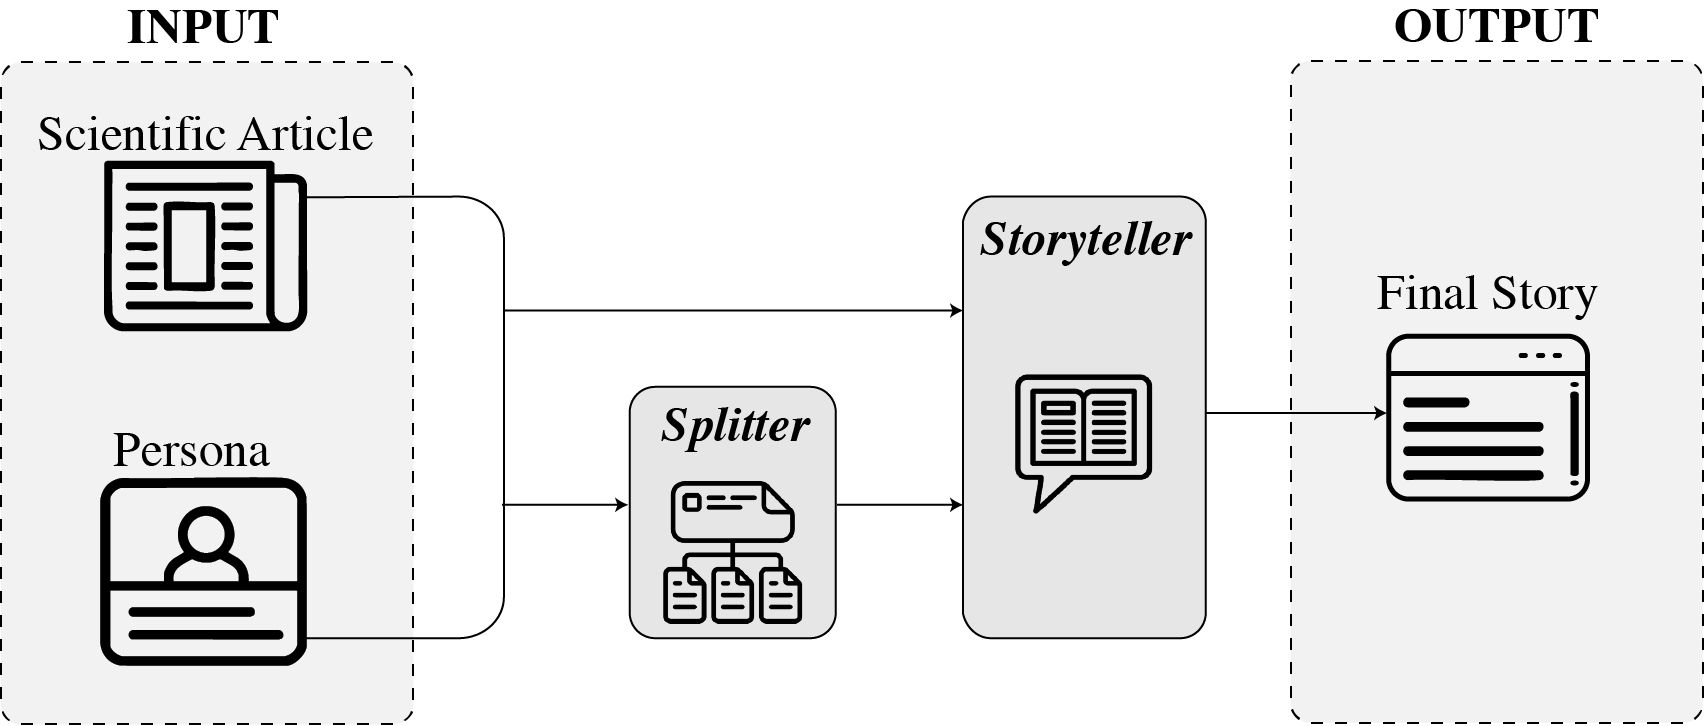 INPUT
OUTPUT
Scientific Article
Persona
Splitter
Storyteller
Final Story